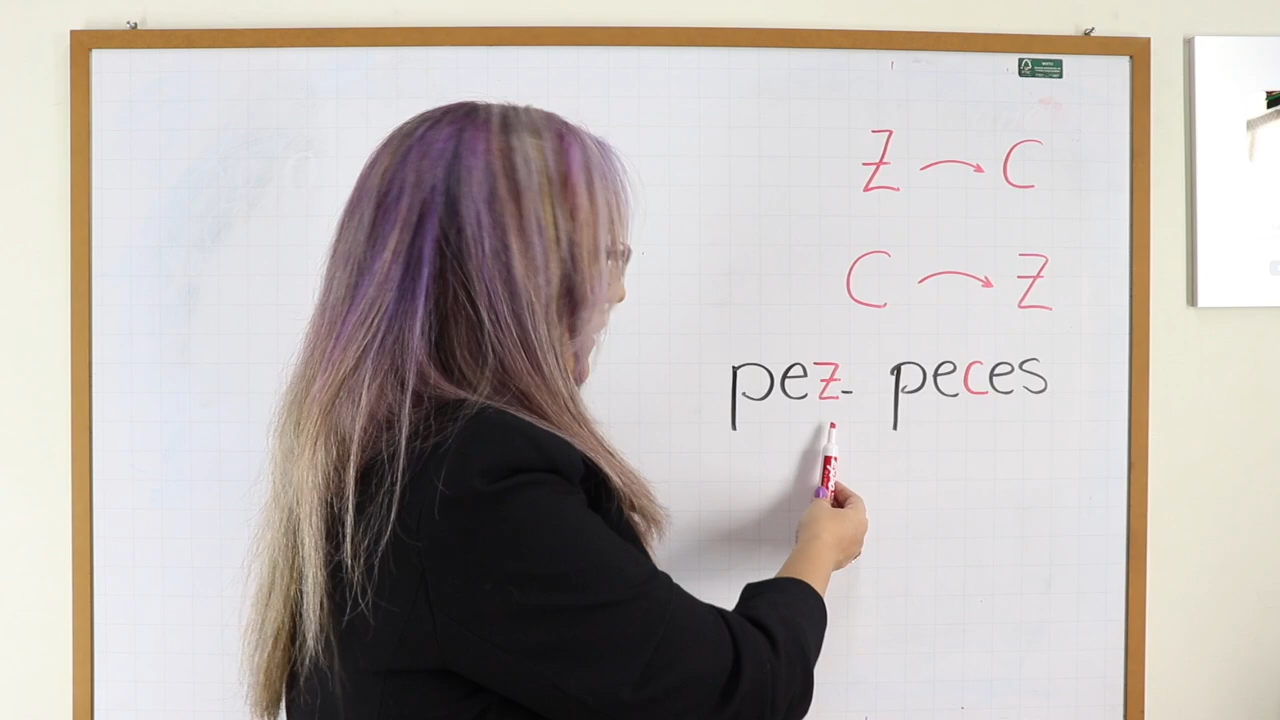 Z → C
C → Z
pez - peces